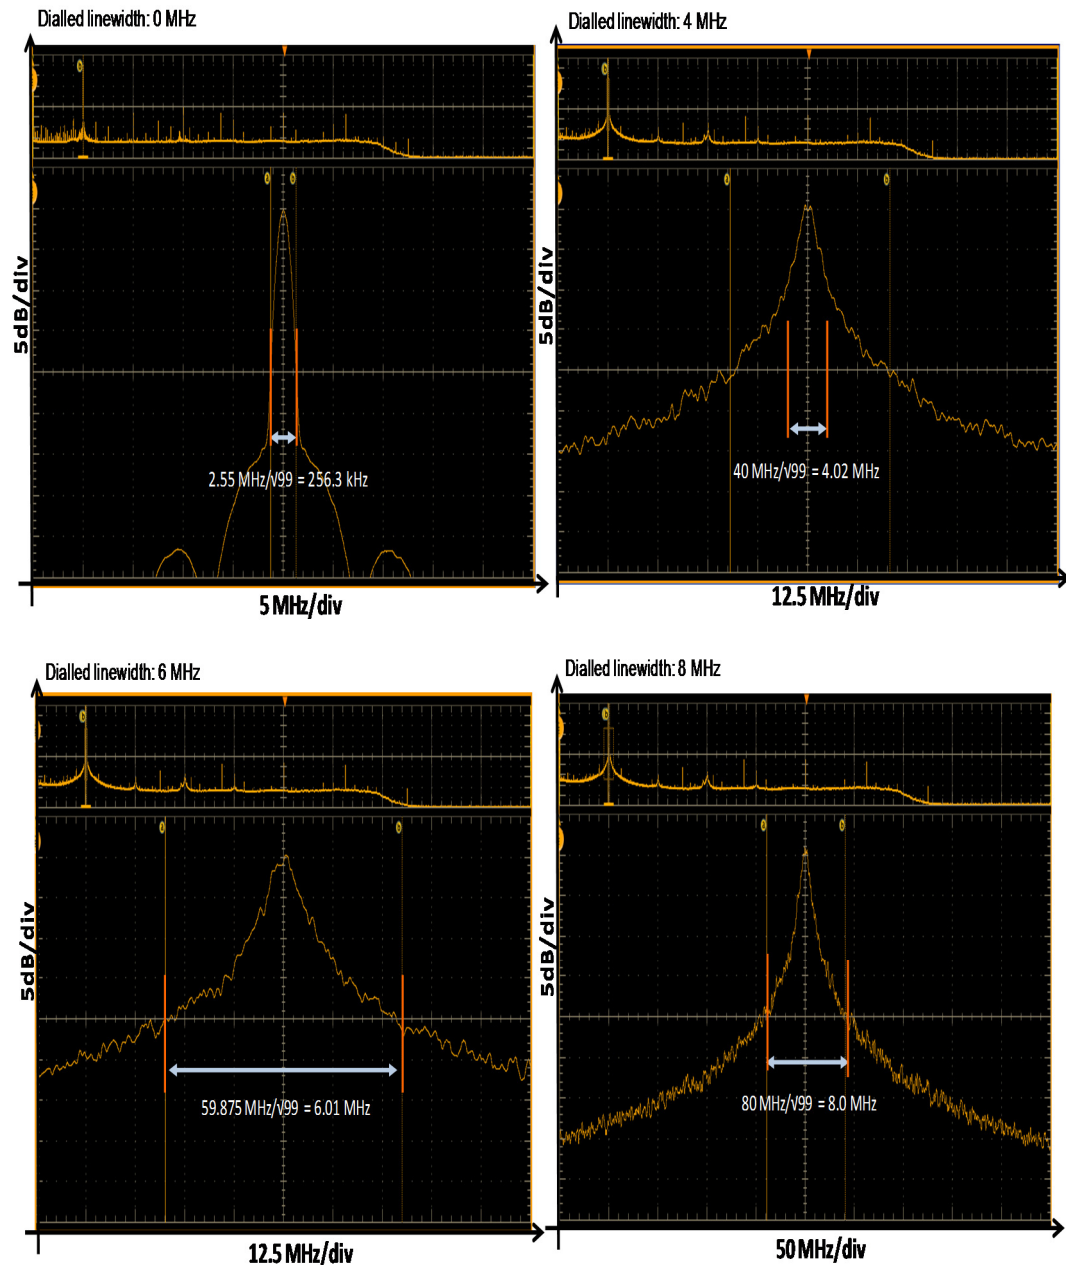 Dialled linewidth: 0 MHz
5dB/div
2.55 MHz/√99 = 256.3 kHz
5 MHz/div
Dialled linewidth: 4 MHz
5dB/div
40 MHz/√99 = 4.02 MHz
12.5 MHz/div
Dialled linewidth: 6 MHz
5dB/div
59.875 MHz/√99 = 6.01 MHz
12.5 MHz/div
Dialled linewidth: 8 MHz
5dB/div
80 MHz/√99 = 8.0 MHz
50 MHz/div